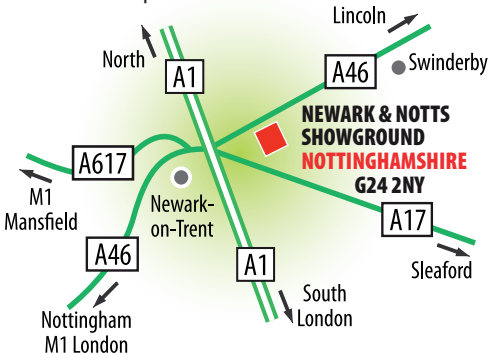 Lincoln
North
A1
A46
Swinderby
NEWARK & NOTTS
SHOWGROUND
NOTTINGHAMSHIRE
G24 2NY
A617
M1
Mansfield
Newark-
on-Trent
A17
A46
A1
Sleaford
South
London
Nottingham
M1 London